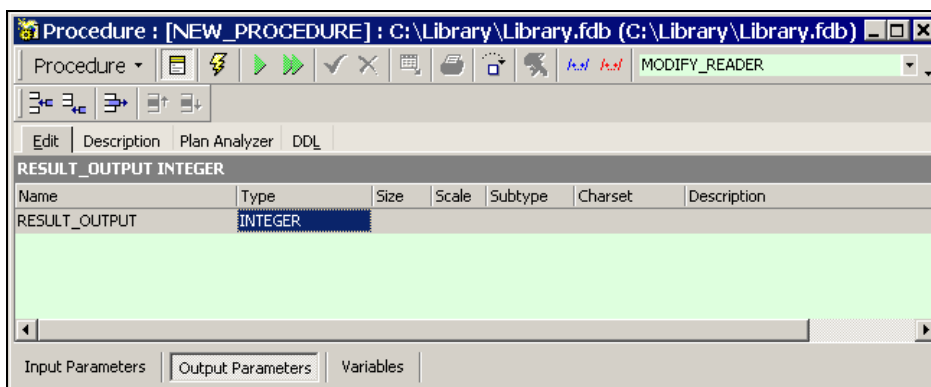 Procedure : [NEW_PROCEDURE] : C:\Library\Library.fdb (C:\Library\Library.fdb)
Procedure MODIFY_READER
Edit Description Plan Analyzer DDL
RESULT_OUTPUT INTEGER
Name Type Size Scale Subtype Charset Description
RESULT_OUTPUT INTEGER
Input Parameters Output Parameters Variables